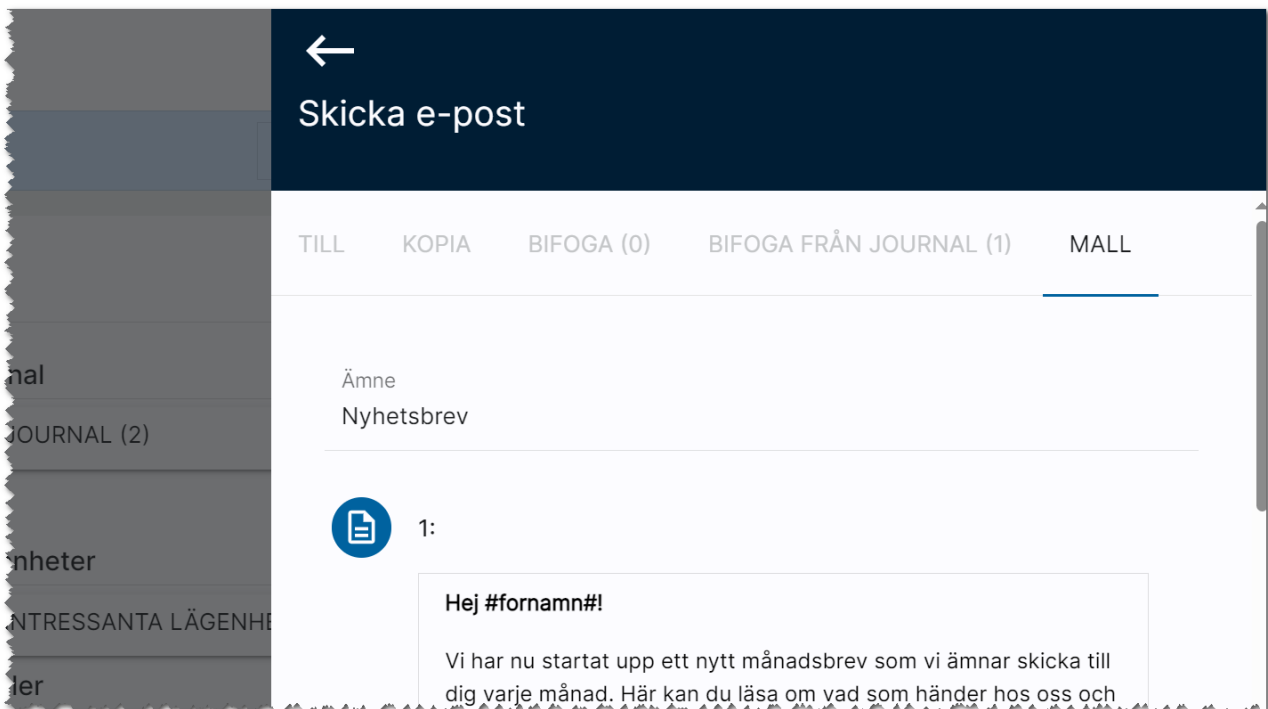 Skicka e-post
TILL KOPIA BIFOGA (0) BIFOGA FRÅN JOURNAL (1) MALL
Ämne
Nyhetsbrev
1:
Hej #fornamn#!
Vi har nu startat upp ett nytt månadsbrev som vi ämnar skicka till
dig varje månad. Här kan du läsa om vad som händer hos oss och
nal
JOURNAL (2)
nheter
NTRESSANTA LÄGENHE
der